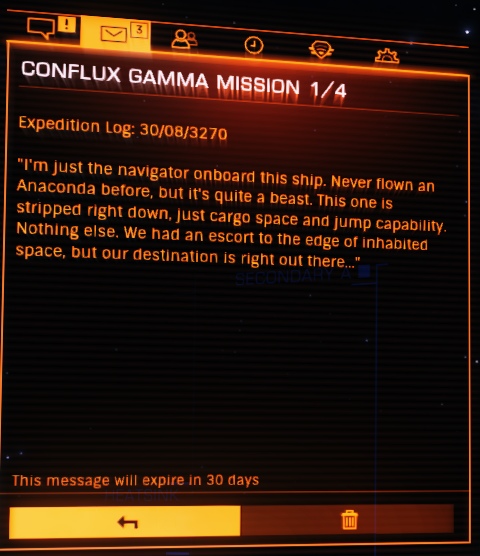 !
3
CONFLUX GAMMA MISSION 1/4
Expedition Log: 30/08/3270
"I'm just the navigator onboard this ship. Never flown an
Anaconda before, but it's quite a beast. This one is
stripped right down, just cargo space and jump capability.
Nothing else. We had an escort to the edge of inhabited
space, but our destination is right out there..."
SECONDARY
This message will expire in 30 days